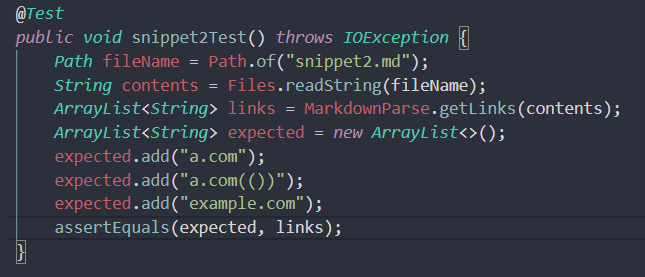 @Test
public void snippet2Test() throws IOException {
Path fileName = Path.of("snippet2.md");
String contents = Files.readString(fileName);
ArrayList<String> links = MarkdownParse.getLinks(contents);
ArrayList<String> expected = new ArrayList<>();
expected.add("a.com");
expected.add("a.com(())");
expected.add("example.com");
assertEquals(expected, links);
}